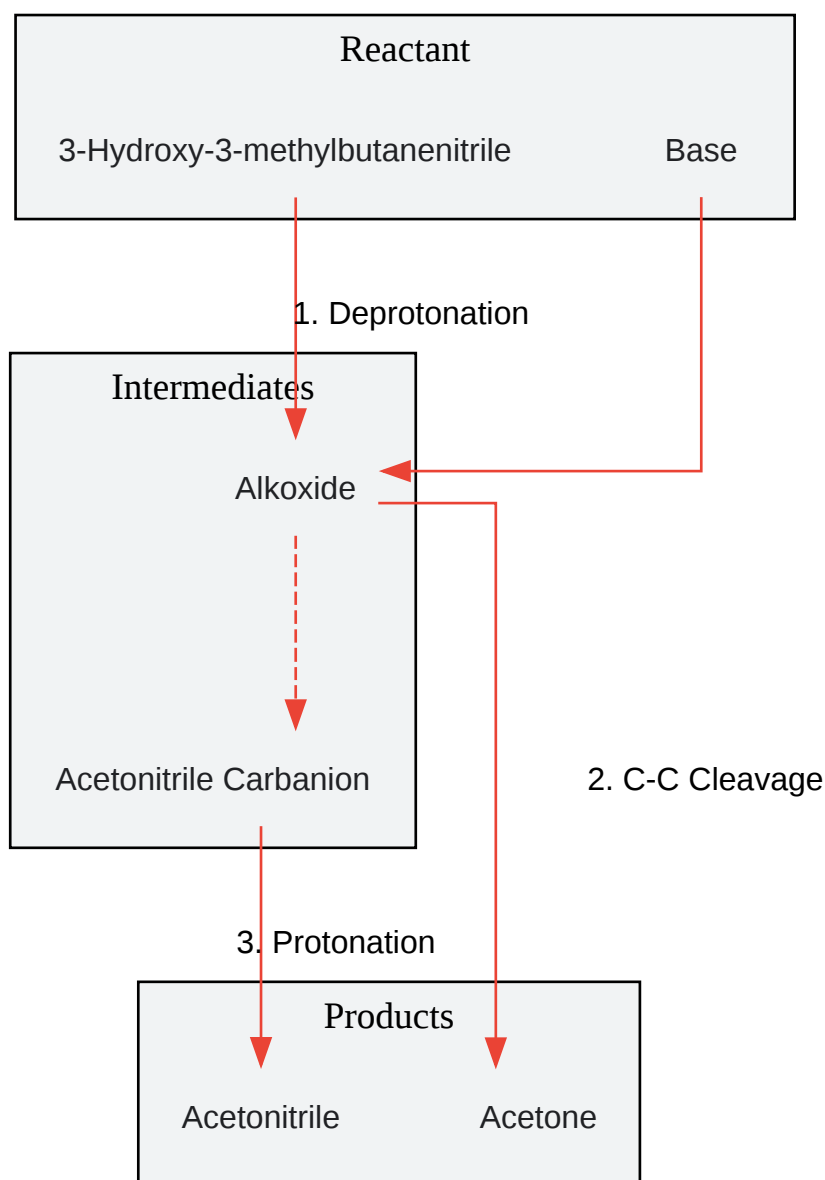 Reactant
3-Hydroxy-3-methylbutanenitrile
Base
1. Deprotonation
Intermediates
Alkoxide
Acetonitrile Carbanion
2. C-C Cleavage
3. Protonation
Products
Acetonitrile
Acetone